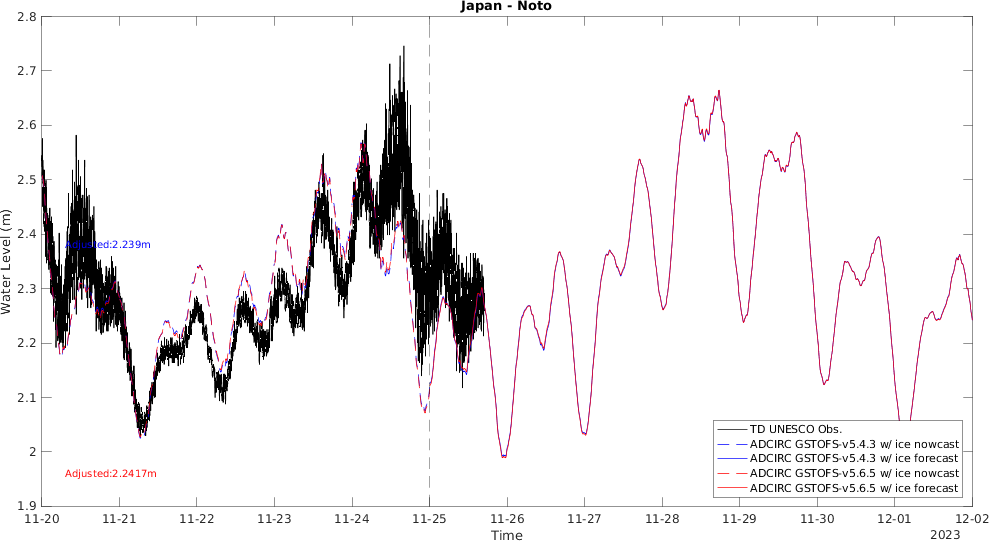 Japan - Noto
2.8
2.7
2.6
2.5
2.4
2.3
2.2
2.1
2
1.9
Water Level (m)
Adjusted:2.239m
Adjusted:2.2417m
TD UNESCO Obs.
ADCIRC GSTOFS-v5.4.3 w/ ice nowcast
ADCIRC GSTOFS-v5.4.3 w/ ice forecast
ADCIRC GSTOFS-v5.6.5 w/ ice nowcast
ADCIRC GSTOFS-v5.6.5 w/ ice forecast
11-20 11-21 11-22 11-23 11-24 11-25 11-26 11-27 11-28 11-29 11-30 12-01 12-02
Time
2023